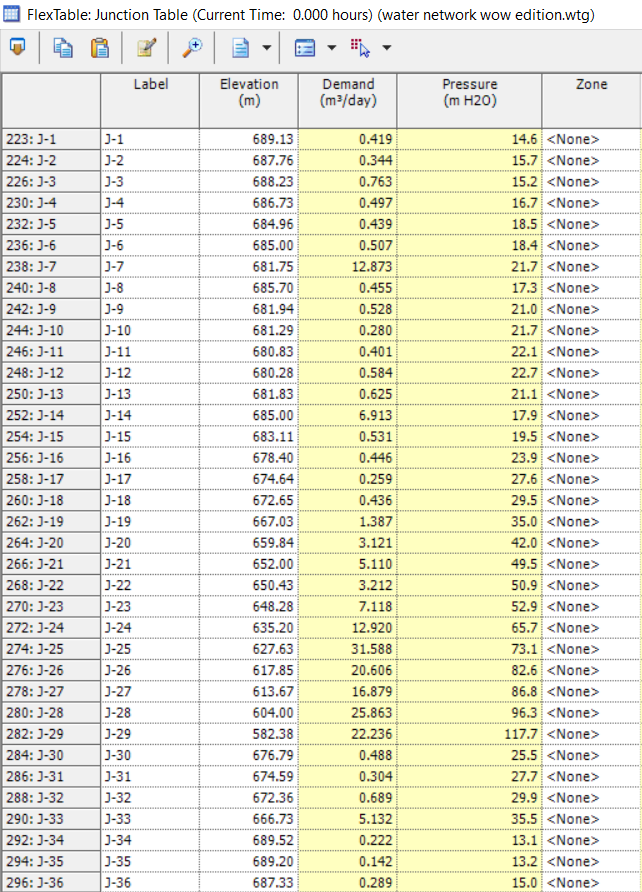 FlexTable: Junction Table (Current Time: 0.000 hours) (water network wow edition.wtg)
Label Elevation (m) Demand (m³/day) Pressure (m H2O) Zone
223: J-1 J-1 689.13 0.419 14.6 <None>
224: J-2 J-2 687.76 0.344 15.7 <None>
226: J-3 J-3 688.23 0.763 15.2 <None>
230: J-4 J-4 686.73 0.497 16.7 <None>
232: J-5 J-5 684.96 0.439 18.5 <None>
236: J-6 J-6 685.00 0.507 18.4 <None>
238: J-7 J-7 681.75 12.873 21.7 <None>
240: J-8 J-8 685.70 0.455 17.3 <None>
242: J-9 J-9 681.94 0.528 21.0 <None>
244: J-10 J-10 681.29 0.280 21.7 <None>
246: J-11 J-11 680.83 0.401 22.1 <None>
248: J-12 J-12 680.28 0.584 22.7 <None>
250: J-13 J-13 681.83 0.625 21.1 <None>
252: J-14 J-14 685.00 6.913 17.9 <None>
254: J-15 J-15 683.11 0.531 19.5 <None>
256: J-16 J-16 678.40 0.446 23.9 <None>
258: J-17 J-17 674.64 0.259 27.6 <None>
260: J-18 J-18 672.65 0.436 29.5 <None>
262: J-19 J-19 667.03 1.387 35.0 <None>
264: J-20 J-20 659.84 3.121 42.0 <None>
266: J-21 J-21 652.00 5.110 49.5 <None>
268: J-22 J-22 650.43 3.212 50.9 <None>
270: J-23 J-23 648.28 7.118 52.9 <None>
272: J-24 J-24 635.20 12.920 65.7 <None>
274: J-25 J-25 627.63 31.588 73.1 <None>
276: J-26 J-26 617.85 20.606 82.6 <None>
278: J-27 J-27 613.67 16.879 86.8 <None>
280: J-28 J-28 604.00 25.863 96.3 <None>
282: J-29 J-29 582.38 22.236 117.7 <None>
284: J-30 J-30 676.79 0.488 25.5 <None>
286: J-31 J-31 674.59 0.304 27.7 <None>
288: J-32 J-32 672.36 0.689 29.9 <None>
290: J-33 J-33 666.73 5.132 35.5 <None>
292: J-34 J-34 689.52 0.222 13.1 <None>
294: J-35 J-35 689.20 0.142 13.2 <None>
296: J-36 J-36 687.33 0.289 15.0 <None>